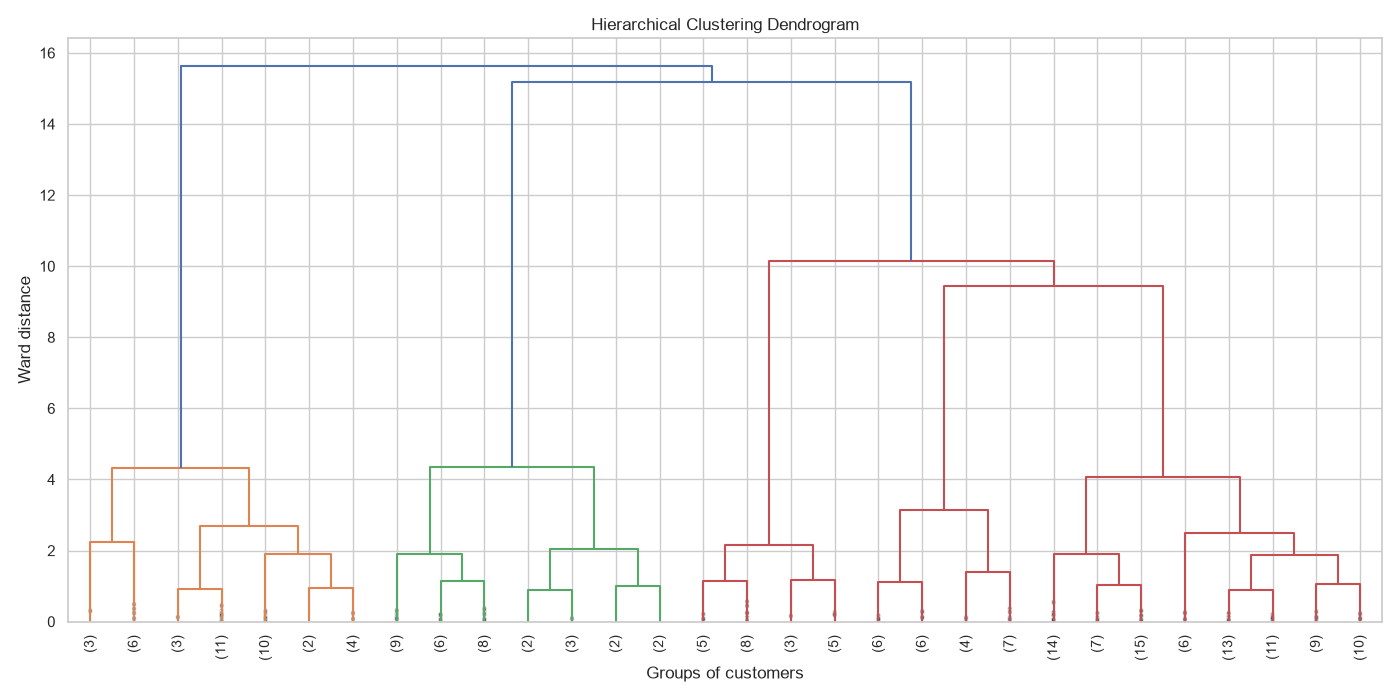 Hierarchical Clustering Dendrogram
16
14
12
10
8
6
4
2
0
Ward distance
(3) (6) (3) (11) (10) (2) (4) (9) (6) (8) (2) (3) (2) (2) (5) (8) (3) (5) (6) (6) (4) (7) (14) (7) (15) (6) (13) (11) (9) (10)
Groups of customers